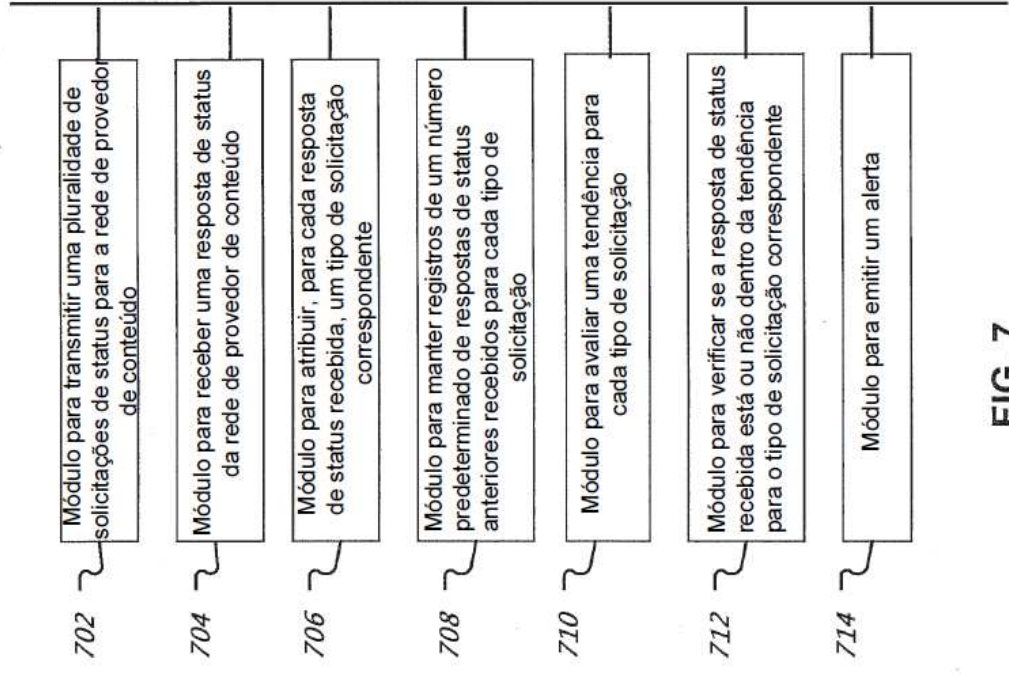 702
Módulo para transmitir uma pluralidade de
solicitações de status para a rede de provedor
de conteúdo
704
Módulo para receber uma resposta de status
da rede de provedor de conteúdo
706
Módulo para atribuir, para cada resposta
de status recebida, um tipo de solicitação
correspondente
708
Módulo para manter registros de um número
predeterminado de respostas de status
anteriores recebidos para cada tipo de
solicitação
710
Módulo para avaliar uma tendência para
cada tipo de solicitação
712
Módulo para verificar se a resposta de status
recebida está ou não dentro da tendência
para o tipo de solicitação correspondente
714
Módulo para emitir um alerta
FIG. 7